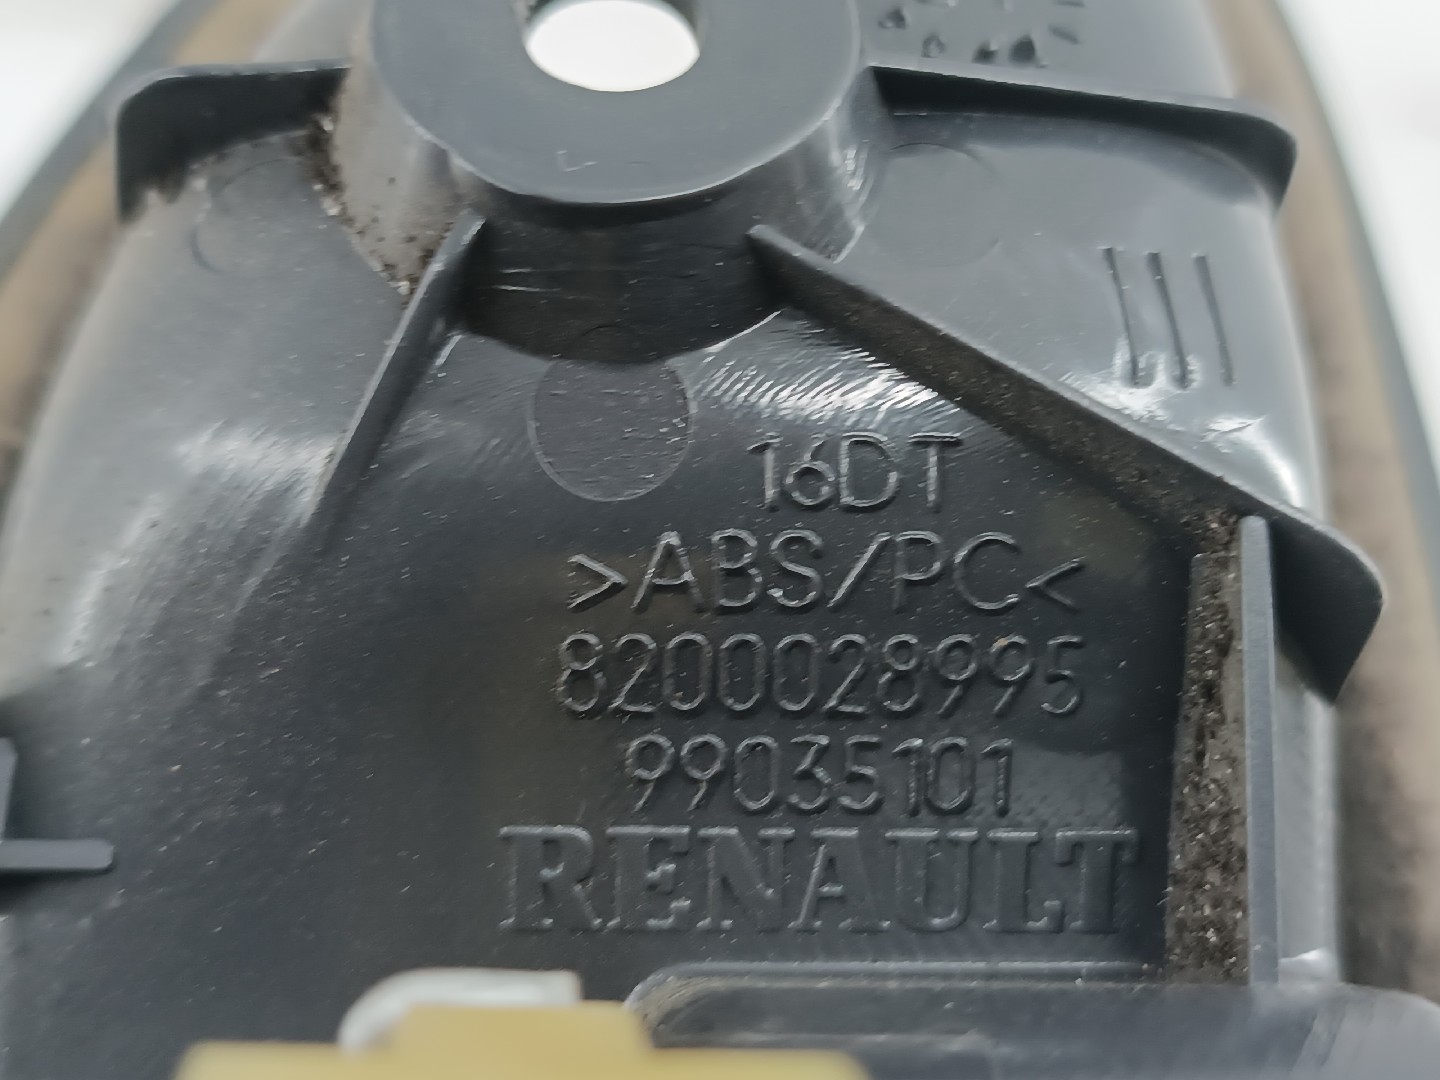 16DT
>ABS/PC<
8200028995
99035101
RENAULT